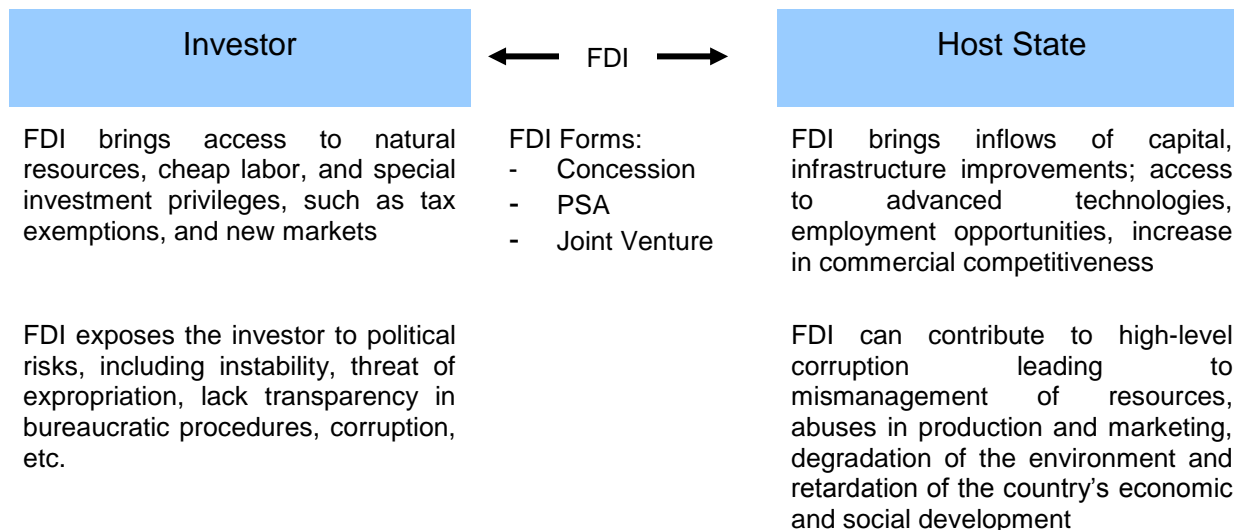 Investor
FDI
Host State
FDI brings access to natural
resources, cheap labor, and special
investment privileges, such as tax
exemptions, and new markets
FDI exposes the investor to political
risks, including instability, threat of
expropriation, lack transparency in
bureaucratic procedures, corruption,
etc.
FDI Forms:
- Concession
- PSA
- Joint Venture
FDI brings inflows of capital,
infrastructure improvements; access
to advanced technologies,
employment opportunities, increase
in commercial competitiveness
FDI can contribute to high-level
corruption leading to
mismanagement of resources,
abuses in production and marketing,
degradation of the environment and
retardation of the country's economic
and social development